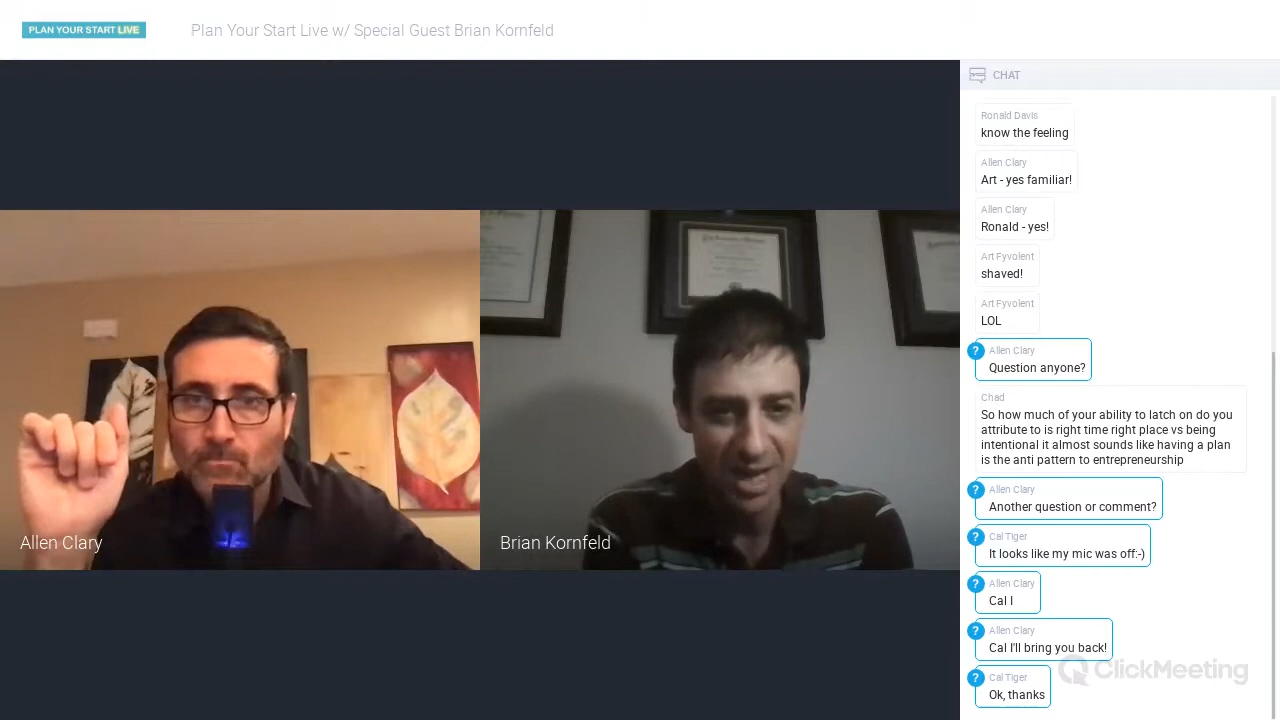 PLAN YOUR START LIVE
Plan Your Start Live w/ Special Guest Brian Kornfeld
CHAT
Ronald Davis
know the feeling
Allen Clary
Art - yes familiar!
Allen Clary
Ronald - yes!
Art Fyvolent
shaved!
Art Fyvolent
LOL
?
Allen Clary
Question anyone?
Chad
So how much of your ability to latch on do you
attribute to is right time right place vs being
intentional it almost sounds like having a plan
is the anti pattern to entrepreneurship
?
Allen Clary
Another question or comment?
?
Cal Tiger
It looks like my mic was off:-)
?
Allen Clary
Cal I
?
Allen Clary
Cal I'll bring you back!
?
Cal Tiger
Ok, thanks
ClickMeeting
Allen Clary
Brian Kornfeld